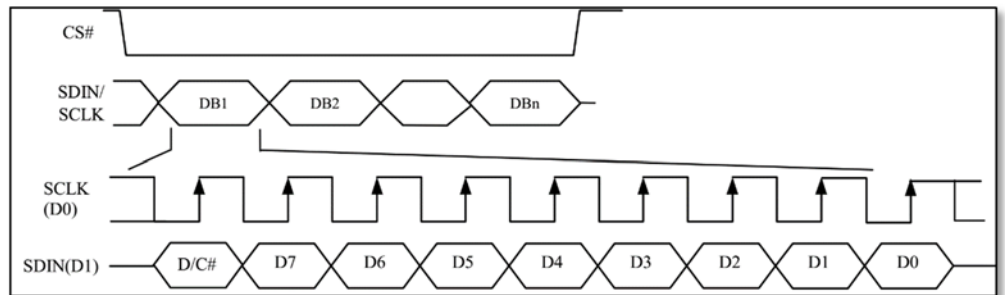 CS#
SDIN/
SCLK
DB1 DB2 DBn
SCLK
(D0)
SDIN(D1) D/C# D7 D6 D5 D4 D3 D2 D1 D0